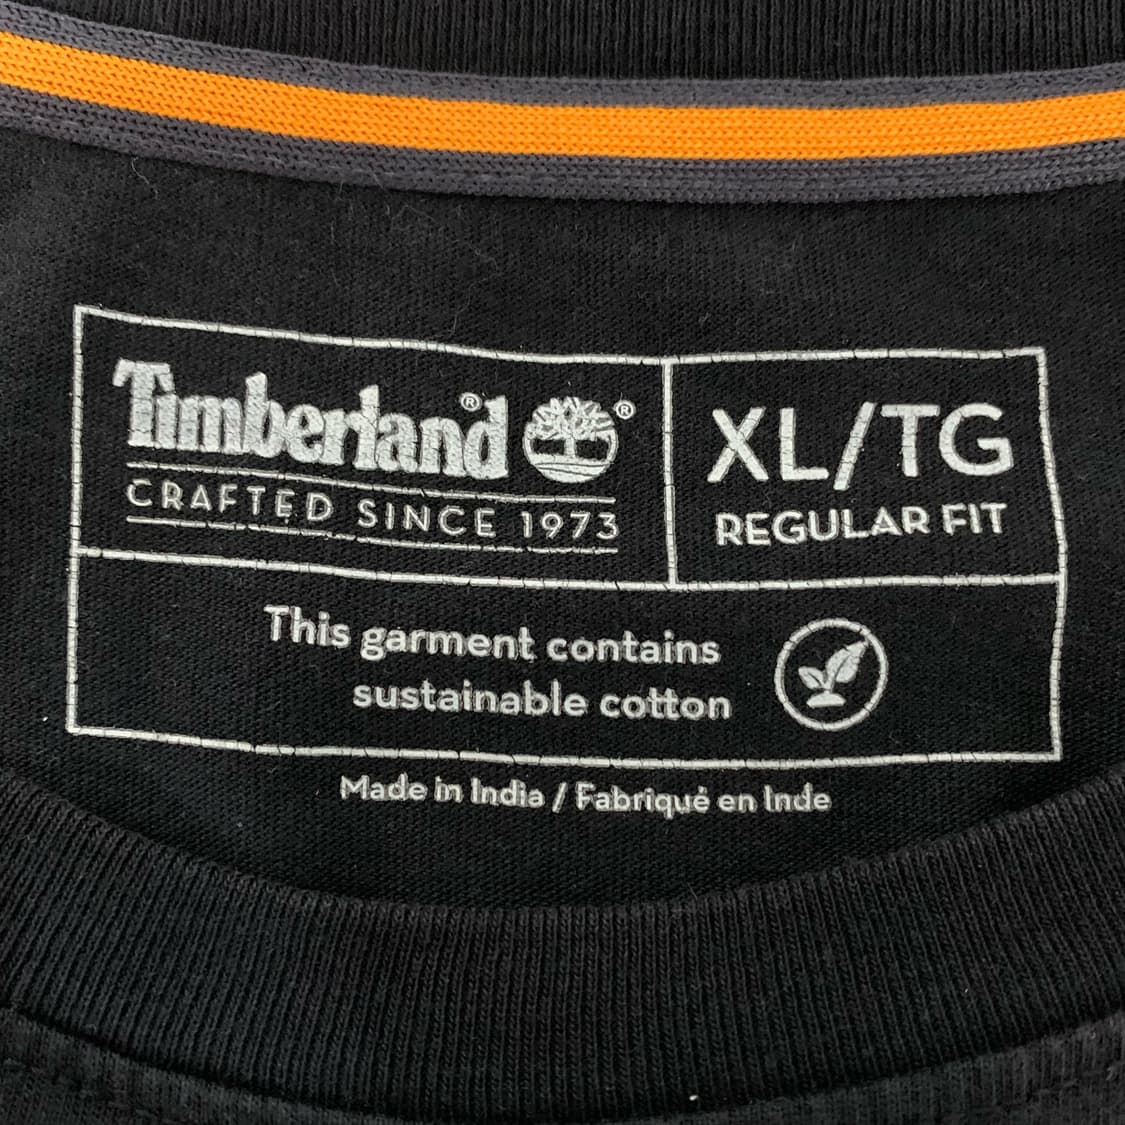 Timberland® ®
CRAFTED SINCE 1973
XL/TG
REGULAR FIT
This garment contains
sustainable cotton
Made in India / Fabriqué en Inde